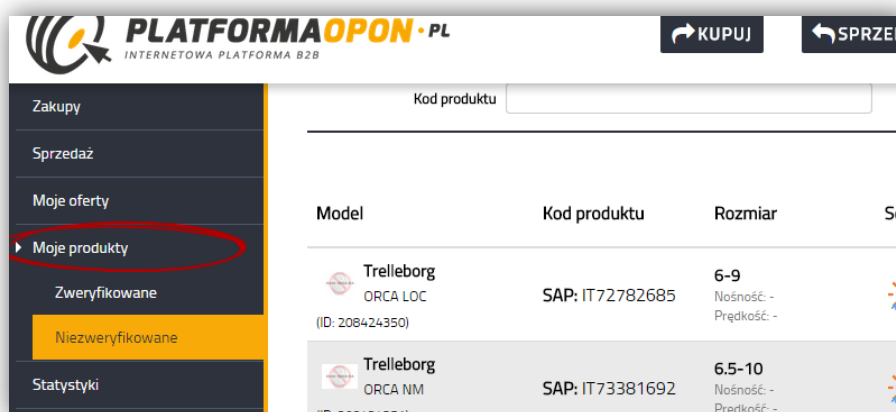 PLATFORMAOPON.PL
INTERNETOWA PLATFORMA B2B
KUPUJ
Zakupy
Sprzedaż
Moje oferty
Moje produkty
Zweryfikowane
Niezweryfikowane
Statystyki
Kod produktu
Model Kod produktu Rozmiar
Trelleborg
ORCA LOC
(ID: 208424350)
SAP: IT72782685
6-9
Nośność: -
Prędkość: -
Trelleborg
ORCA NM
SAP: IT73381692
6.5-10
Nośność: -
Prędkość: -